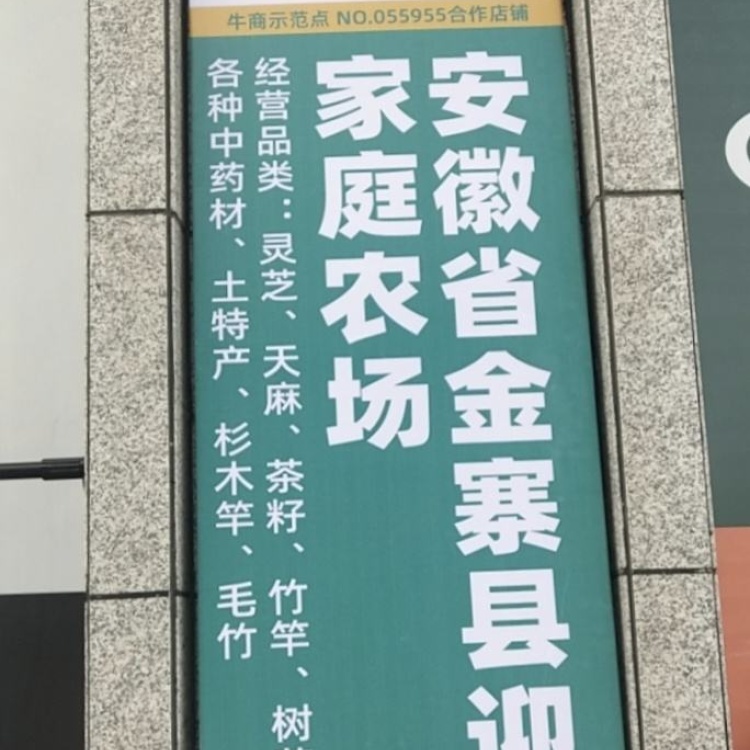 牛商示范点 NO.055955合作店铺
安徽省金寨县迎
家庭农场
经营品类：灵芝、天麻、茶籽、竹竿、树
各种中药材、土特产、杉木竿、毛竹